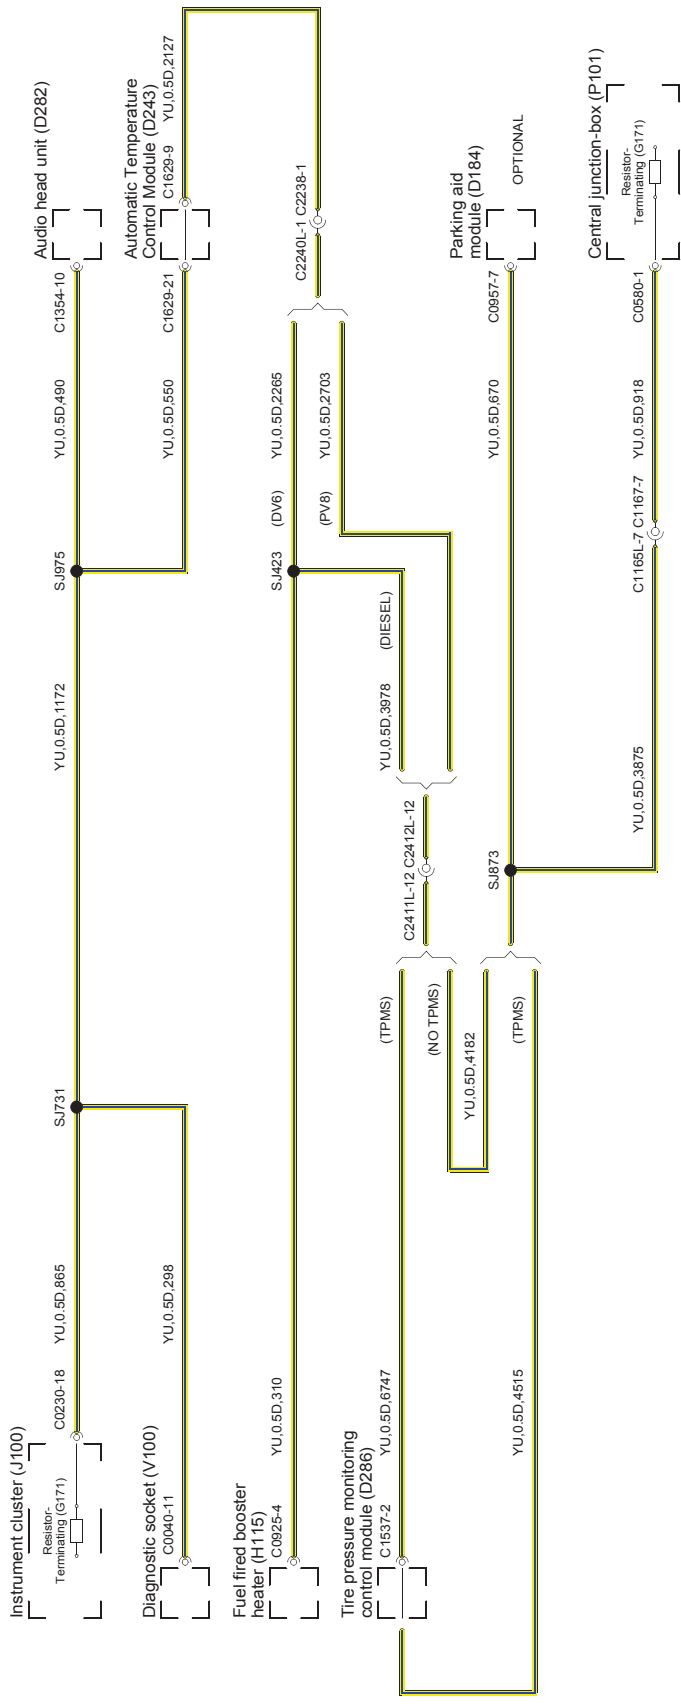 Instrument cluster (J100)
Resistor-
Terminating (G171)
C0230-18
YU,0.5D,865
SJ731
YU,0.5D,1172
SJ975
YU,0.5D,490
C1354-10
Audio head unit (D282)
Diagnostic socket (V100)
C0040-11
YU,0.5D,298
YU,0.5D,550
C1629-21
Automatic Temperature
Control Module (D243)
C1629-9
YU,0.5D,2127
Fuel fired booster
heater (H115)
C0925-4
YU,0.5D,310
SJ423
(DV6)
YU,0.5D,2265
C2240L-1
C2238-1
(PV8)
YU,0.5D,2703
Tire pressure monitoring
control module (D286)
C1537-2
YU,0.5D,6747
(TPMS)
C2411L-12
C2412L-12
YU,0.5D,3978
(DIESEL)
(NO TPMS)
YU,0.5D,4182
SJ873
YU,0.5D,670
C0957-7
Parking aid
module (D184)
OPTIONAL
YU,0.5D,4515
(TPMS)
YU,0.5D,3875
C1165L-7
C1167-7
YU,0.5D,918
C0580-1
Central junction-box (P101)
Resistor-
Terminating (G171)